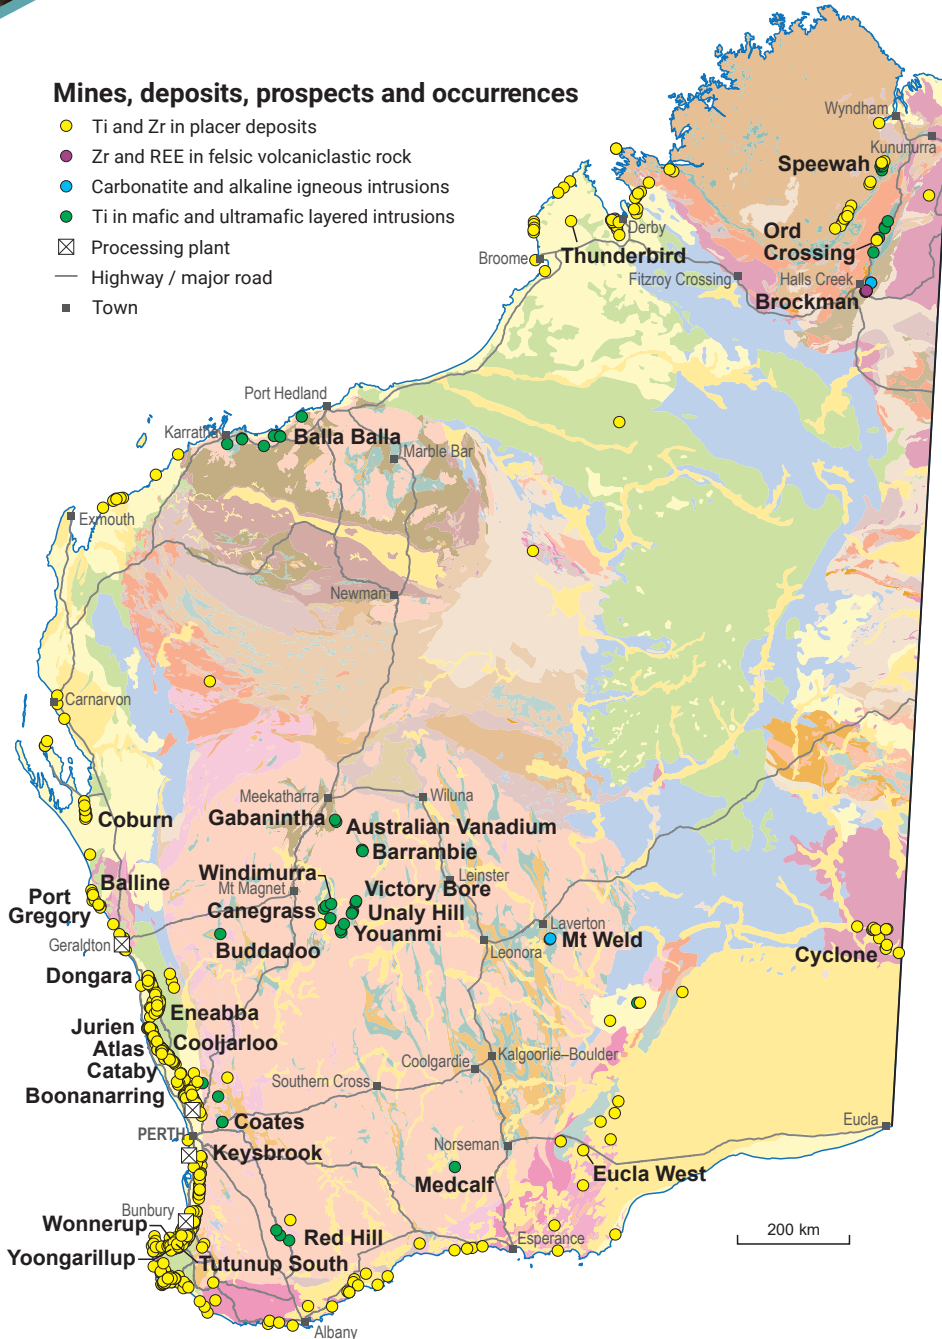 Mines, deposits, prospects and occurrences
Ti and Zr in placer deposits
Zr and REE in felsic volcaniclastic rock
Carbonatite and alkaline igneous intrusions
Ti in mafic and ultramafic layered intrusions
Processing plant
Highway / major road
Town
Wyndham
Kununurra
Speewah
Derby
Ord
Crossing
Broome
Thunderbird
Fitzroy Crossing
Halls Creek
Brockman
Port Hedland
Karratha
Balla Balla
Marble Bar
Exmouth
Newman
Carnarvon
Meekatharra
Wiluna
Coburn
Gabanintha
Australian Vanadium
Barrambie
Windimurra
Leinster
Balline
Mt Magnet
Victory Bore
Port
Gregory
Canegrass
Unaly Hill
Laverton
Youanmi
Geraldton
Buddadoo
Leonora
Mt Weld
Cyclone
Dongara
Eneabba
Jurien
Cooljarloo
Atlas
Cataby
Coolgardie
Kalgoorlie–Boulder
Southern Cross
Boonanarring
Coates
Eucla
PERTH
Keysbrook
Norseman
Medcalf
Eucla West
Bunbury
Wonnerup
Red Hill
Esperance
200 km
Yoongarillup
Tutunup South
Albany